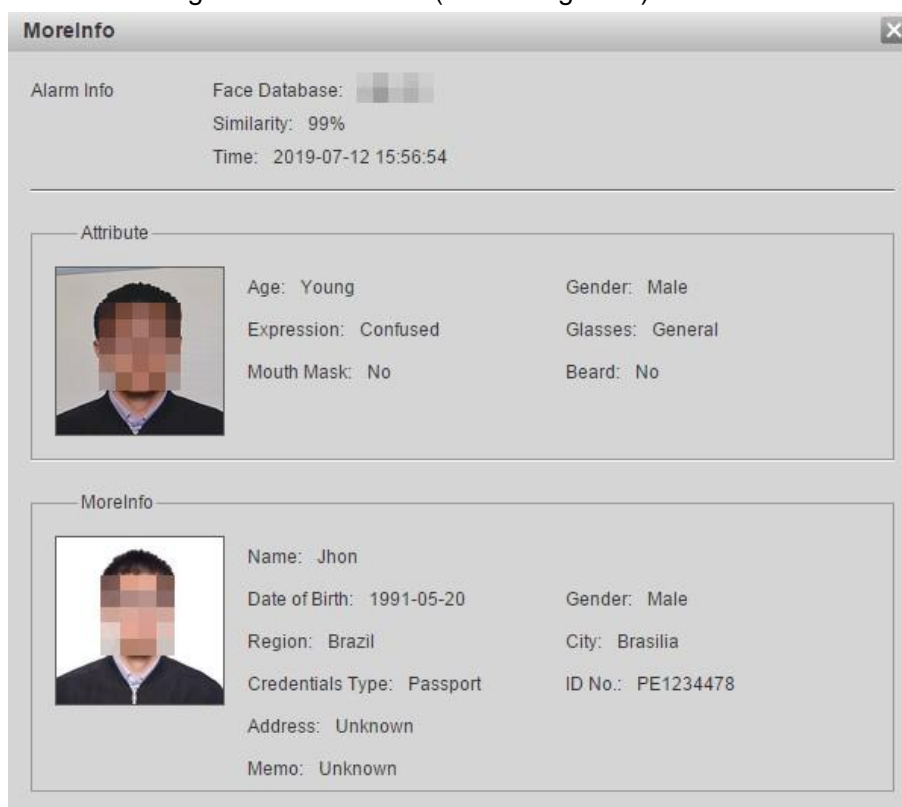 MoreInfo
Alarm Info
Face Database:
Similarity: 99%
Time: 2019-07-12 15:56:54
Attribute
Age: Young Gender: Male
Expression: Confused Glasses: General
Mouth Mask: No Beard: No
MoreInfo
Name: Jhon
Date of Birth: 1991-05-20 Gender: Male
Region: Brazil City: Brasilia
Credentials Type: Passport ID No.: PE1234478
Address: Unknown
Memo: Unknown